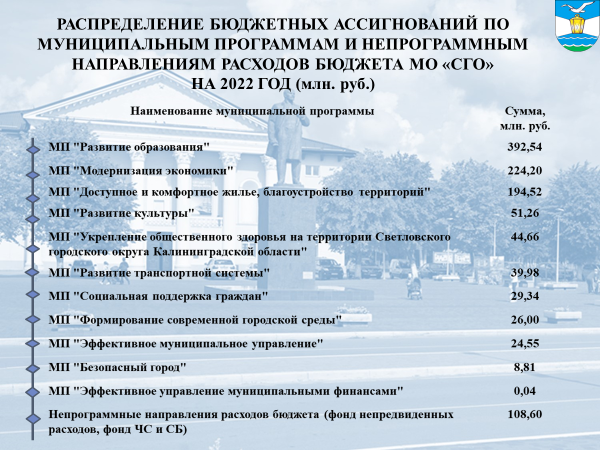 РАСПРЕДЕЛЕНИЕ БЮДЖЕТНЫХ АССИГНОВАНИЙ ПО
МУНИЦИПАЛЬНЫМ ПРОГРАММАМ И НЕПРОГРАММНЫМ
НАПРАВЛЕНИЯМ РАСХОДОВ БЮДЖЕТА МО «СГО»
НА 2022 ГОД (млн. руб.)
Наименование муниципальной программы Сумма,
млн. руб.
МП "Развитие образования" 392,54
МП "Модернизация экономики" 224,20
МП "Доступное и комфортное жилье, благоустройство территорий" 194,52
МП "Развитие культуры" 51,26
МП "Укрепление общественного здоровья на территории Светловского 44,66
городского округа Калининградской области"
МП "Развитие транспортной системы" 39,98
МП "Социальная поддержка граждан" 29,34
МП "Формирование современной городской среды" 26,00
МП "Эффективное муниципальное управление" 24,55
МП "Безопасный город" 8,81
МП "Эффективное управление муниципальными финансами" 0,04
Непрограммные направления расходов бюджета (фонд непредвиденных 108,60
расходов, фонд ЧС и СБ)